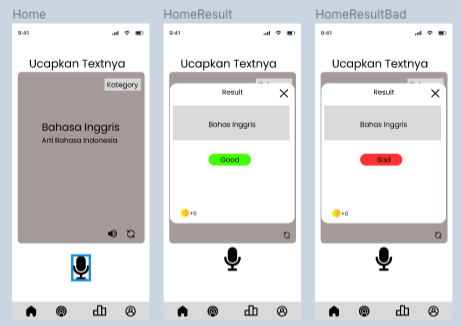 Home
9:41
Ucapkan Textnya
Kategory
Bahasa Inggris
Arti Bahasa Indonesia
HomeResult
9:41
Ucapkan Textnya
Result
Bahas Inggris
Good
+0
HomeResultBad
9:41
Ucapkan Textnya
Result
Bahas Inggris
Bad
+0